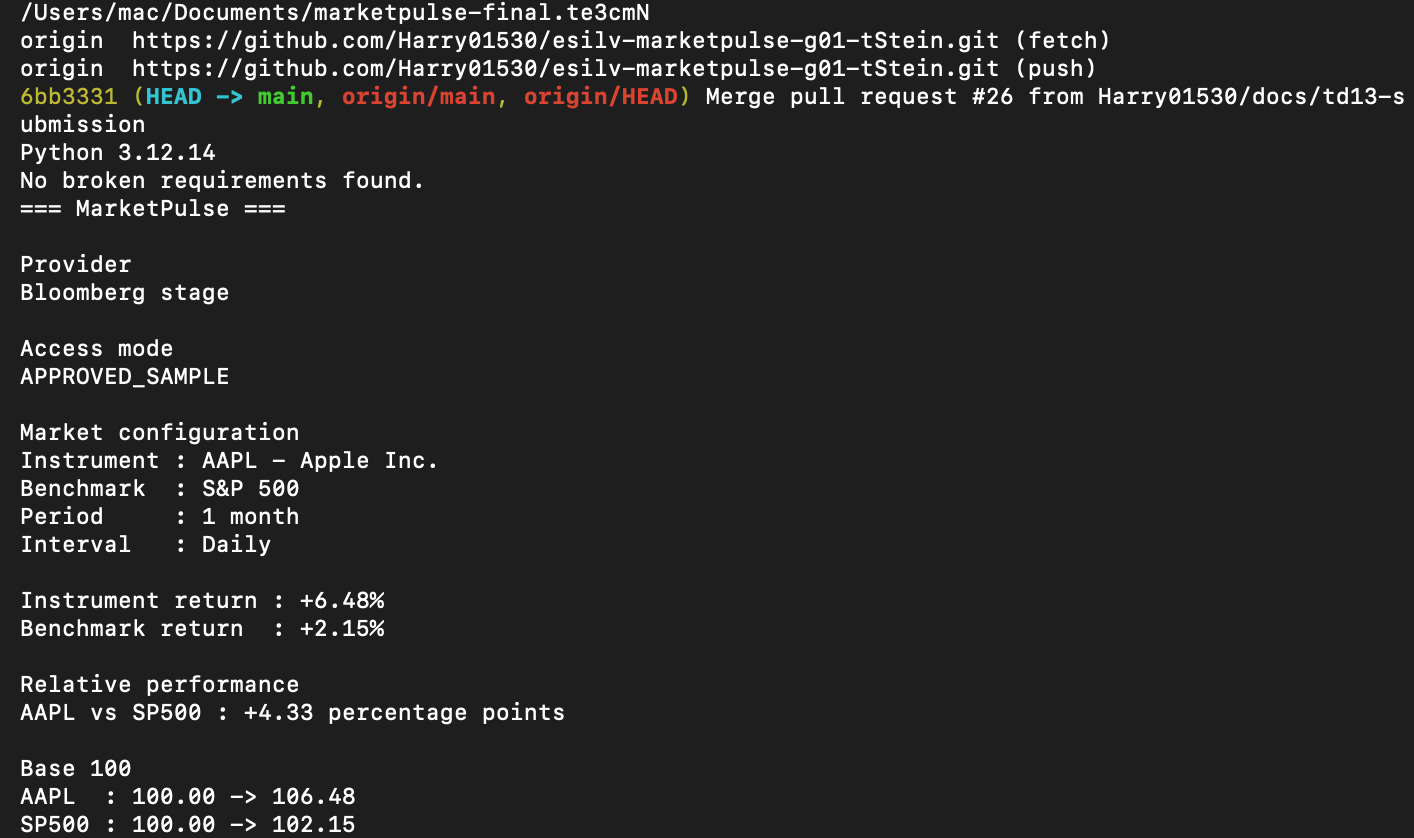 /Users/mac/Documents/marketpulse-final.te3cmN
origin  https://github.com/Harry01530/esilv-marketpulse-g01-tStein.git (fetch)
origin  https://github.com/Harry01530/esilv-marketpulse-g01-tStein.git (push)
6bb3331 (HEAD -> main, origin/main, origin/HEAD) Merge pull request #26 from Harry01530/docs/td13-s
ubmission
Python 3.12.14
No broken requirements found.
=== MarketPulse ===

Provider
Bloomberg stage

Access mode
APPROVED_SAMPLE

Market configuration
Instrument : AAPL - Apple Inc.
Benchmark  : S&P 500
Period     : 1 month
Interval   : Daily

Instrument return : +6.48%
Benchmark return  : +2.15%

Relative performance
AAPL vs SP500 : +4.33 percentage points

Base 100
AAPL  : 100.00 -> 106.48
SP500 : 100.00 -> 102.15